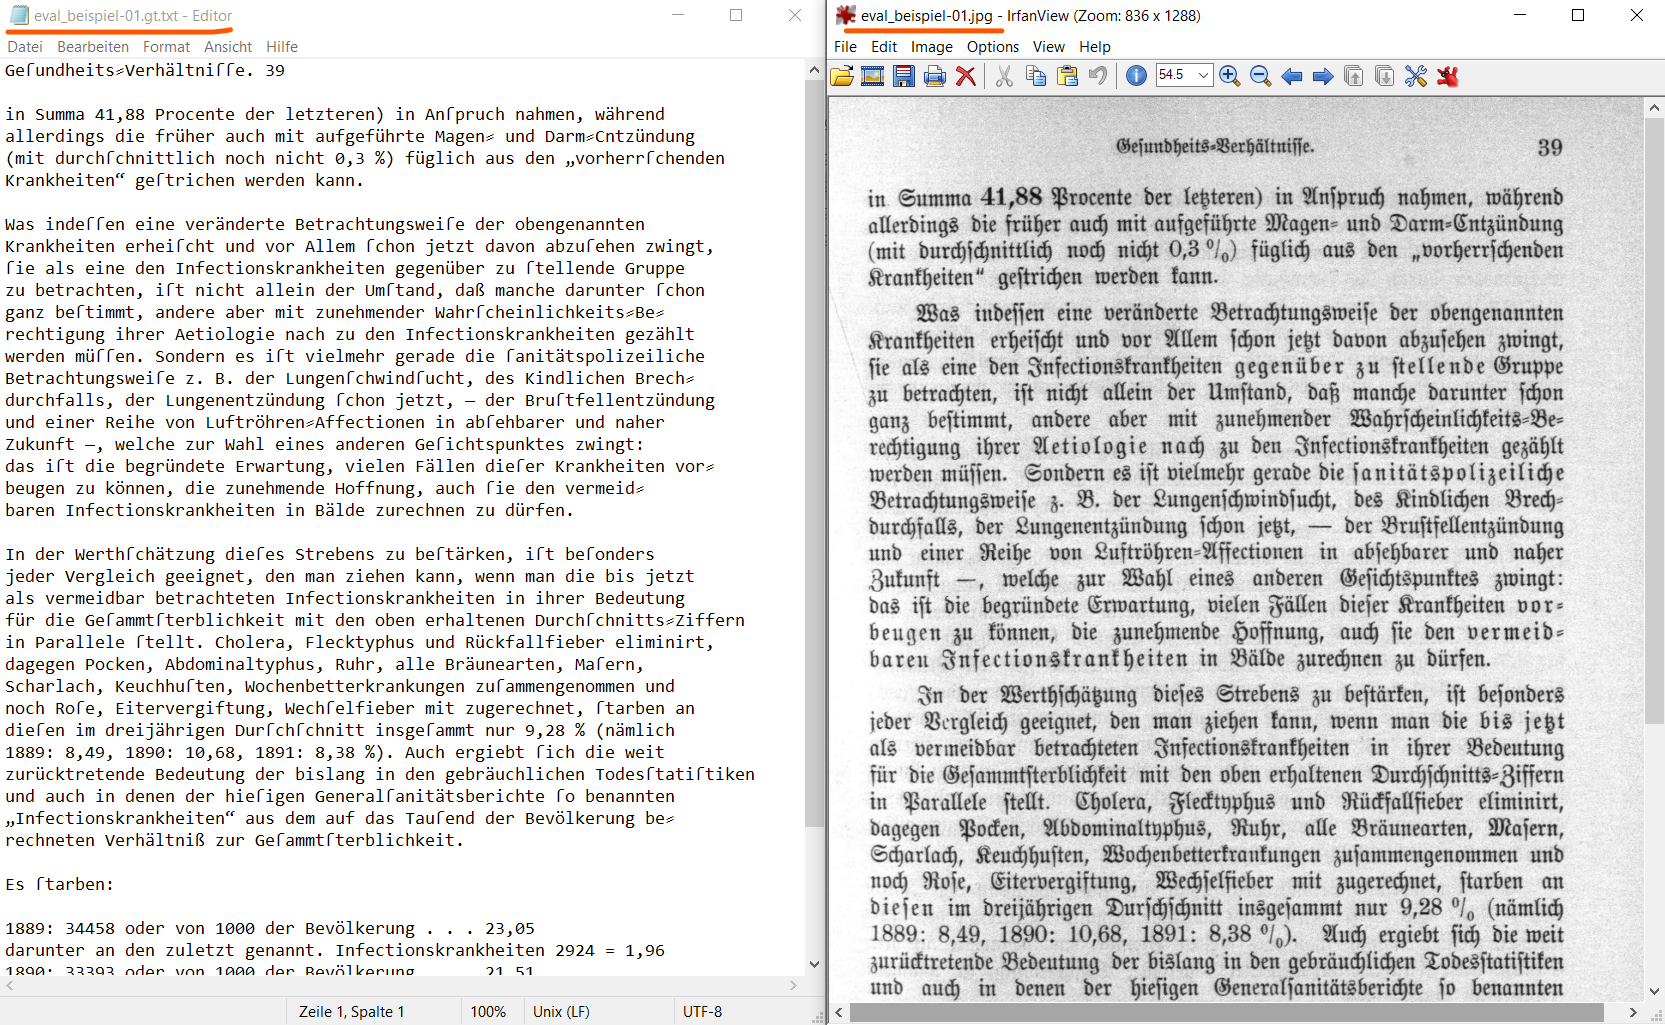 eval_beispiel-01.gt.txt - Editor
Datei Bearbeiten Format Ansicht Hilfe
Geſundheits⸗Verhältniſſe. 39
in Summa 41,88 Procente der letzteren) in Anſpruch nahmen, während
allerdings die früher auch mit aufgeführte Magen⸗ und Darm⸗Cntzündung
(mit durchſchnittlich noch nicht 0,3 %) füglich aus den „vorherrſchenden
Krankheiten“ geſtrichen werden kann.
Was indeſſen eine veränderte Betrachtungsweiſe der obengenannten
Krankheiten erheiſcht und vor Allem ſchon jetzt davon abzuſehen zwingt,
ſie als eine den Infectionskrankheiten gegenüber zu ſtellende Gruppe
zu betrachten, iſt nicht allein der Umſtand, daß manche darunter ſchon
ganz beſtimmt, andere aber mit zunehmender Wahrſcheinlichkeits⸗Be⸗
rechtigung ihrer Aetiologie nach zu den Infectionskrankheiten gezählt
werden müſſen. Sondern es iſt vielmehr gerade die ſanitätspolizeiliche
Betrachtungsweiſe z. B. der Lungenſchwindſucht, des Kindlichen Brech⸗
durchfalls, der Lungenentzündung ſchon jetzt, — der Bruſtfellentzündung
und einer Reihe von Luftröhren⸗Affectionen in abſehbarer und naher
Zukunft —, welche zur Wahl eines anderen Geſichtspunktes zwingt:
das iſt die begründete Erwartung, vielen Fällen dieſer Krankheiten vor⸗
beugen zu können, die zunehmende Hoffnung, auch ſie den vermeid⸗
baren Infectionskrankheiten in Bälde zurechnen zu dürfen.
In der Werthſchätzung dieſes Strebens zu beſtärken, iſt beſonders
jeder Vergleich geeignet, den man ziehen kann, wenn man die bis jetzt
als vermeidbar betrachteten Infectionskrankheiten in ihrer Bedeutung
für die Geſammtſterblichkeit mit den oben erhaltenen Durchſchnitts⸗Ziffern
in Parallele ſtellt. Cholera, Flecktyphus und Rückfallfieber eliminirt,
dagegen Pocken, Abdominaltyphus, Ruhr, alle Bräunearten, Maſern,
Scharlach, Keuchhuſten, Wochenbetterkrankungen zuſammengenommen und
noch Roſe, Eitervergiftung, Wechſelfieber mit zugerechnet, ſtarben an
dieſen im dreijährigen Durſchſchnitt insgeſammt nur 9,28 % (nämlich
1889: 8,49, 1890: 10,68, 1891: 8,38 %). Auch ergiebt ſich die weit
zurücktretende Bedeutung der bislang in den gebräuchlichen Todesſtatiſtiken
und auch in denen der hieſigen Generalſanitätsberichte ſo benannten
„Infectionskrankheiten“ aus dem auf das Tauſend der Bevölkerung be⸗
rechneten Verhältniß zur Geſammtſterblichkeit.
Es ſtarben:
1889: 34458 oder von 1000 der Bevölkerung . . . 23,05
darunter an den zuletzt genannt. Infectionskrankheiten 2924 = 1,96
1890: 33393 oder von 1000 der Bevölkerung . . . 21,51
Zeile 1, Spalte 1 100% Unix (LF) UTF-8
eval_beispiel-01.jpg - IrfanView (Zoom: 836 x 1288)
File Edit Image Options View Help
54.5
Geſundheits⸗Verhältniſſe. 39
in Summa 41,88 Procente der letzteren) in Anſpruch nahmen, während
allerdings die früher auch mit aufgeführte Magen⸗ und Darm⸗Entzündung
(mit durchſchnittlich noch nicht 0,3 %) füglich aus den „vorherrſchenden
Krankheiten“ geſtrichen werden kann.
Was indeſſen eine veränderte Betrachtungsweiſe der obengenannten
Krankheiten erheiſcht und vor Allem ſchon jetzt davon abzuſehen zwingt,
ſie als eine den Infectionskrankheiten gegenüber zu ſtellende Gruppe
zu betrachten, iſt nicht allein der Umſtand, daß manche darunter ſchon
ganz beſtimmt, andere aber mit zunehmender Wahrſcheinlichkeits⸗Be⸗
rechtigung ihrer Aetiologie nach zu den Infectionskrankheiten gezählt
werden müſſen. Sondern es iſt vielmehr gerade die ſanitätspolizeiliche
Betrachtungsweiſe z. B. der Lungenſchwindſucht, des Kindlichen Brech⸗
durchfalls, der Lungenentzündung ſchon jetzt, — der Bruſtfellentzündung
und einer Reihe von Luftröhren⸗Affectionen in abſehbarer und naher
Zukunft —, welche zur Wahl eines anderen Geſichtspunktes zwingt:
das iſt die begründete Erwartung, vielen Fällen dieſer Krankheiten vor⸗
beugen zu können, die zunehmende Hoffnung, auch ſie den vermeid⸗
baren Infectionskrankheiten in Bälde zurechnen zu dürfen.
In der Werthſchätzung dieſes Strebens zu beſtärken, iſt beſonders
jeder Vergleich geeignet, den man ziehen kann, wenn man die bis jetzt
als vermeidbar betrachteten Infectionskrankheiten in ihrer Bedeutung
für die Geſammtſterblichkeit mit den oben erhaltenen Durchſchnitts⸗Ziffern
in Parallele ſtellt. Cholera, Flecktyphus und Rückfallfieber eliminirt,
dagegen Pocken, Abdominaltyphus, Ruhr, alle Bräunearten, Maſern,
Scharlach, Keuchhuſten, Wochenbetterkrankungen zuſammengenommen und
noch Roſe, Eitervergiftung, Wechſelfieber mit zugerechnet, ſtarben an
dieſen im dreijährigen Durſchſchnitt insgeſammt nur 9,28 % (nämlich
1889: 8,49, 1890: 10,68, 1891: 8,38 %). Auch ergiebt ſich die weit
zurücktretende Bedeutung der bislang in den gebräuchlichen Todesſtatiſtiken
und auch in denen der hieſigen Generalſanitätsberichte ſo benannten